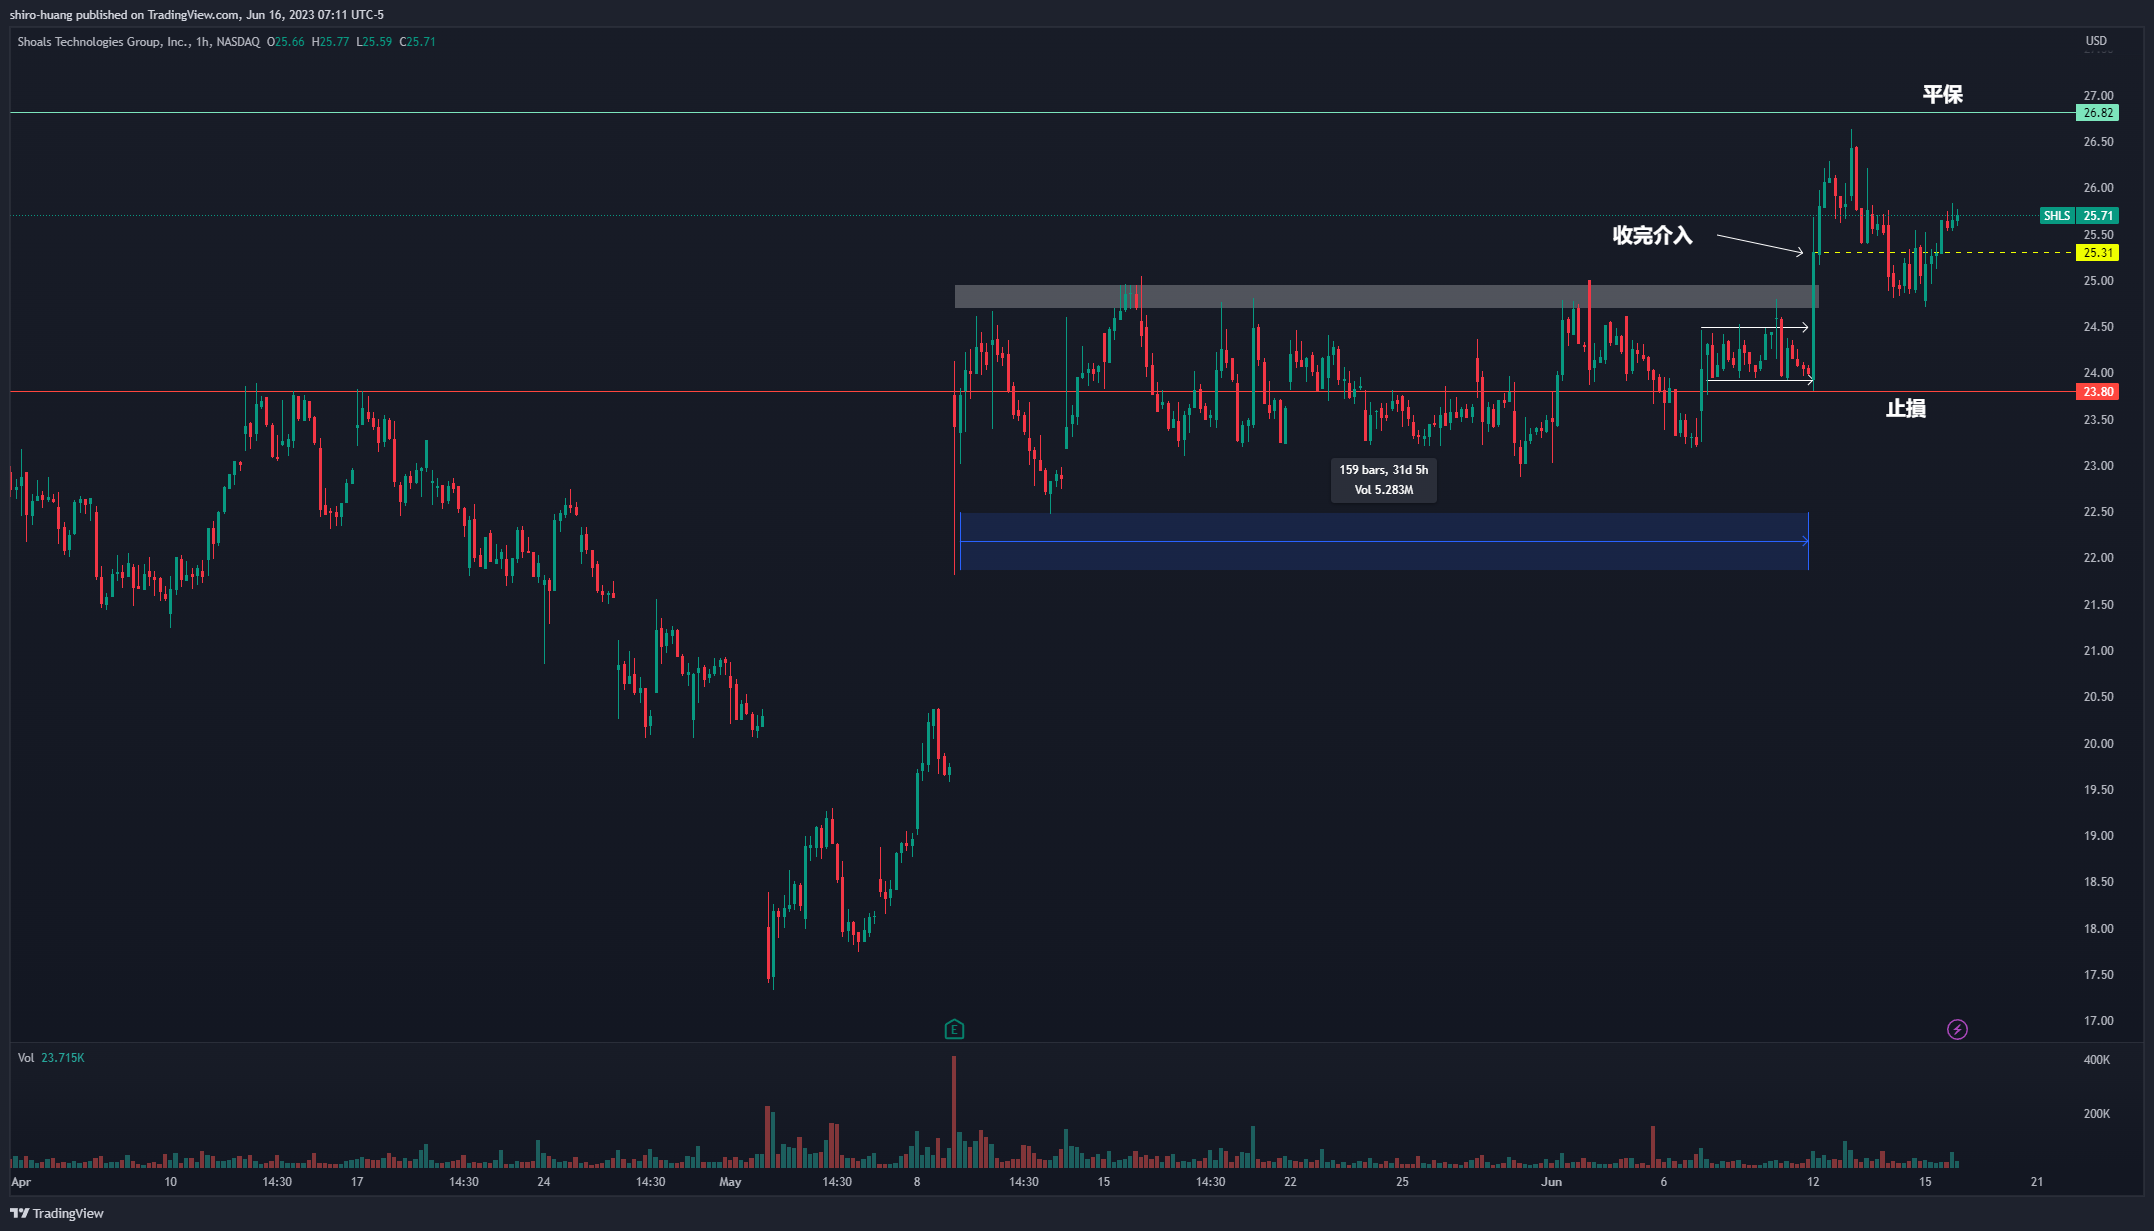 shiro-huang published on TradingView.com, Jun 16, 2023 07:11 UTC-5
Shoals Technologies Group, Inc., 1h, NASDAQ O25.66 H25.77 L25.59 C25.71
USD
平保
27.00
26.82
26.50
26.00
SHLS 25.71
收完介入
25.50
25.31
25.00
24.50
24.00
23.80
止損
23.50
159 bars, 31d 5h
Vol 5.283M
23.00
22.50
22.00
21.50
21.00
20.50
20.00
19.50
19.00
18.50
18.00
17.50
17.00
E
Vol 23.715K
400K
200K
Apr 10 14:30 17 14:30 24 14:30 May 14:30 8 14:30 15 14:30 22 25 Jun 6 12 15 21
TradingView